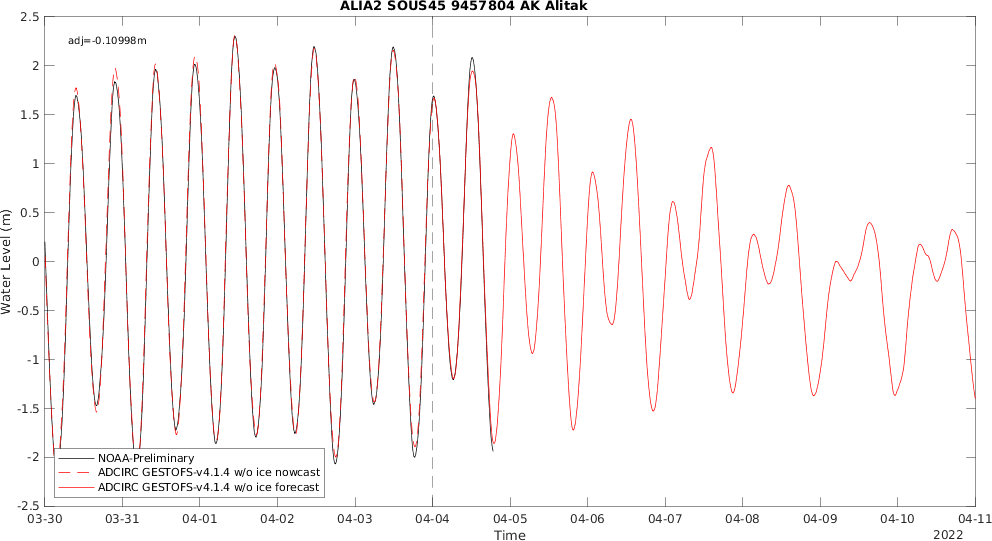 ALIA2 SOUS45 9457804 AK Alitak
adj=-0.10998m
Water Level (m)
2.5
2
1.5
1
0.5
0
-0.5
-1
-1.5
-2
-2.5
NOAA-Preliminary
ADCIRC GESTOFS-v4.1.4 w/o ice nowcast
ADCIRC GESTOFS-v4.1.4 w/o ice forecast
03-30 03-31 04-01 04-02 04-03 04-04 04-05 04-06 04-07 04-08 04-09 04-10 04-11
Time
2022